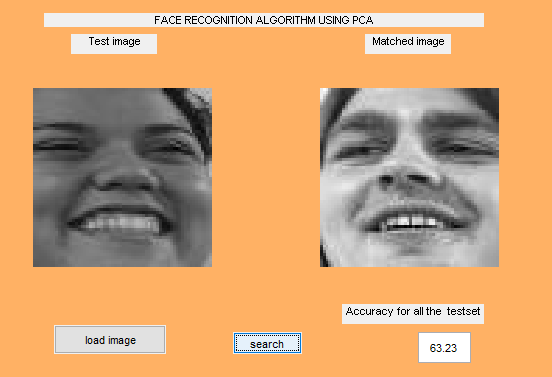 FACE RECOGNITION ALGORITHM USING PCA
Test image
Matched image
Accuracy for all the testset
load image
search
63.23